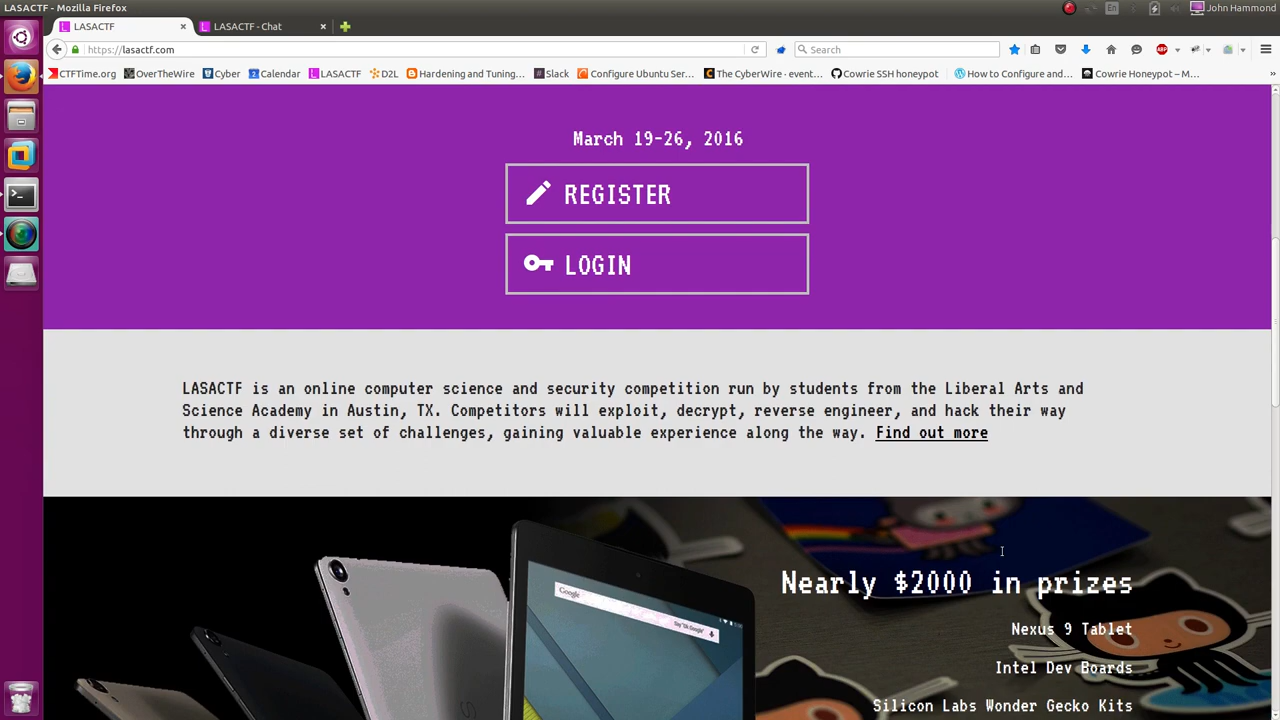 LASACTF - Mozilla Firefox
En
John Hammond
LASACTF
LASACTF - Chat
https://lasactf.com
Search
CTFTime.org
OverTheWire
Cyber
Calendar
LASACTF
D2L
Hardening and Tuning...
Slack
Configure Ubuntu Ser...
The CyberWire - event...
Cowrie SSH honeypot
How to Configure and...
Cowrie Honeypot – M...
March 19-26, 2016
REGISTER
LOGIN
LASACTF is an online computer science and security competition run by students from the Liberal Arts and
Science Academy in Austin, TX. Competitors will exploit, decrypt, reverse engineer, and hack their way
through a diverse set of challenges, gaining valuable experience along the way. Find out more
Nearly $2000 in prizes
Google
Say "Ok Google"
Nexus 9 Tablet
Intel Dev Boards
Silicon Labs Wonder Gecko Kits